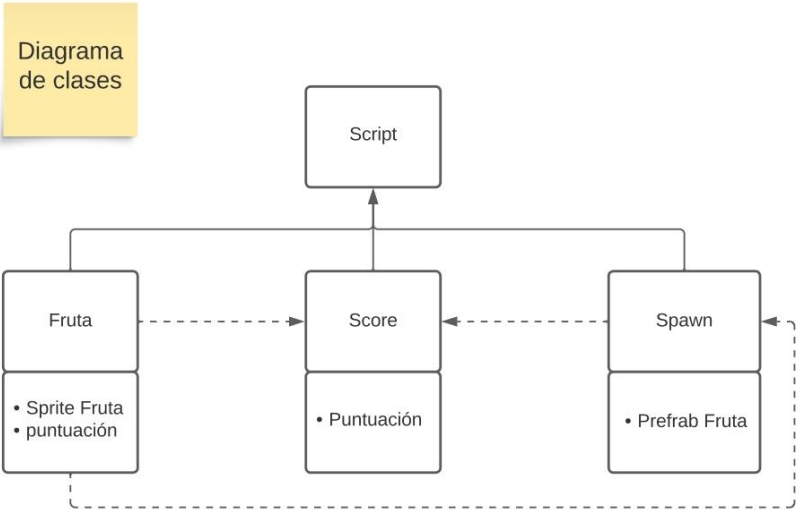 Diagrama
de clases
Script
Fruta
Score
Spawn
• Sprite Fruta
• puntuación
• Puntuación
• Prefrab Fruta